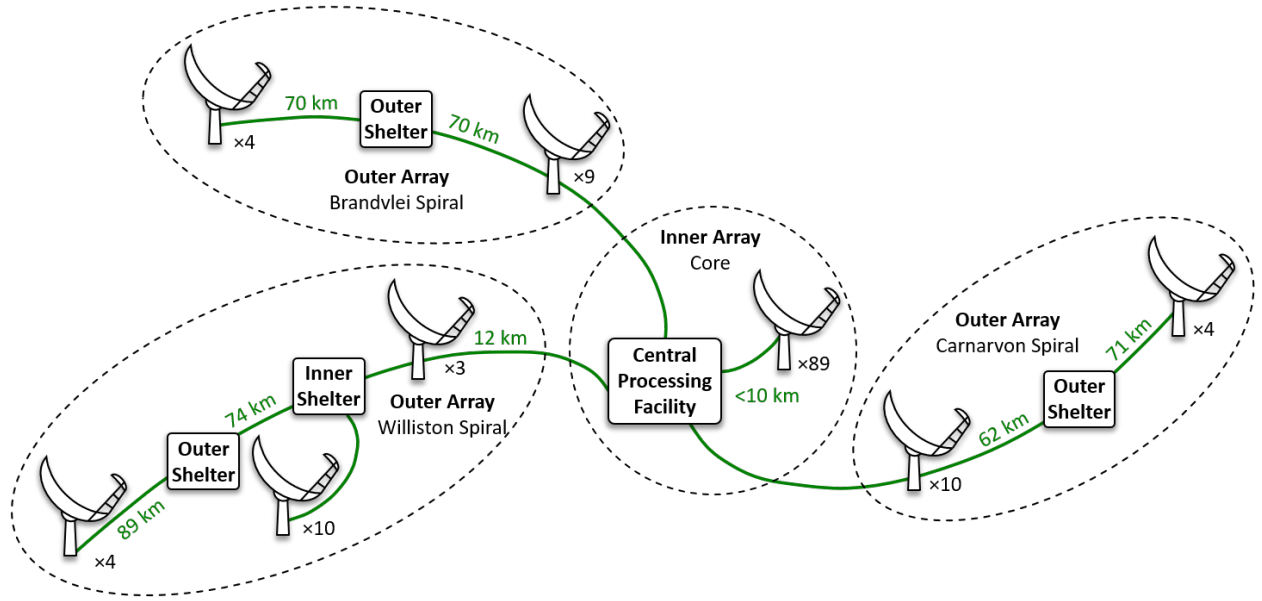 70 km
Outer
Shelter
70 km
×4
×9
Outer Array
Brandvlei Spiral
Inner Array
Core
Central
Processing
Facility
×89
<10 km
12 km
×3
Inner
Shelter
Outer Array
Williston Spiral
74 km
Outer
Shelter
89 km
×4
×10
Outer Array
Carnarvon Spiral
71 km
×4
Outer
Shelter
62 km
×10